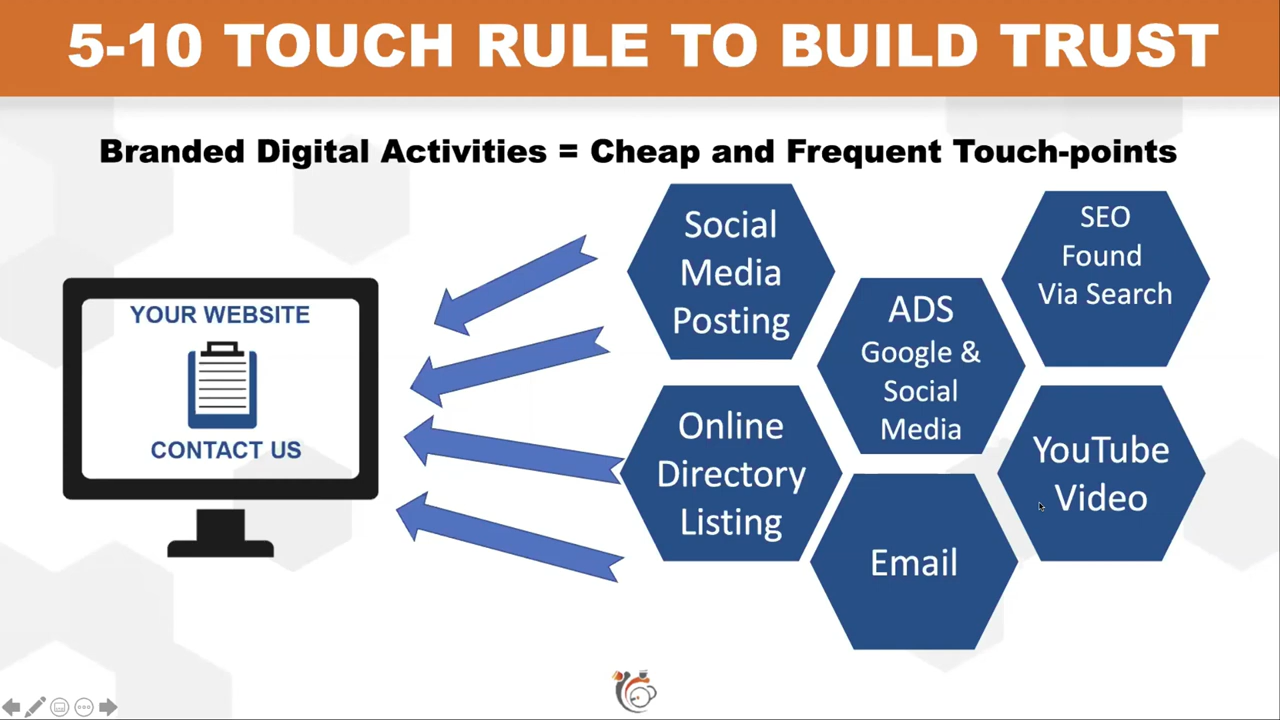 5-10 TOUCH RULE TO BUILD TRUST
Branded Digital Activities = Cheap and Frequent Touch-points
YOUR WEBSITE
CONTACT US
Social
Media
Posting
ADS
Google &
Social
Media
SEO
Found
Via Search
Online
Directory
Listing
Email
YouTube
Video